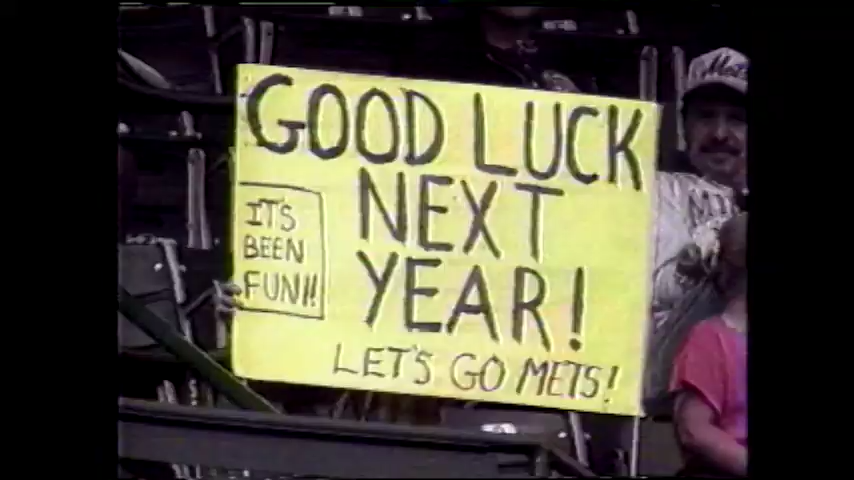 GOOD LUCK
NEXT
YEAR!
IT'S
BEEN
FUN!!
LET'S GO METS!
Mets